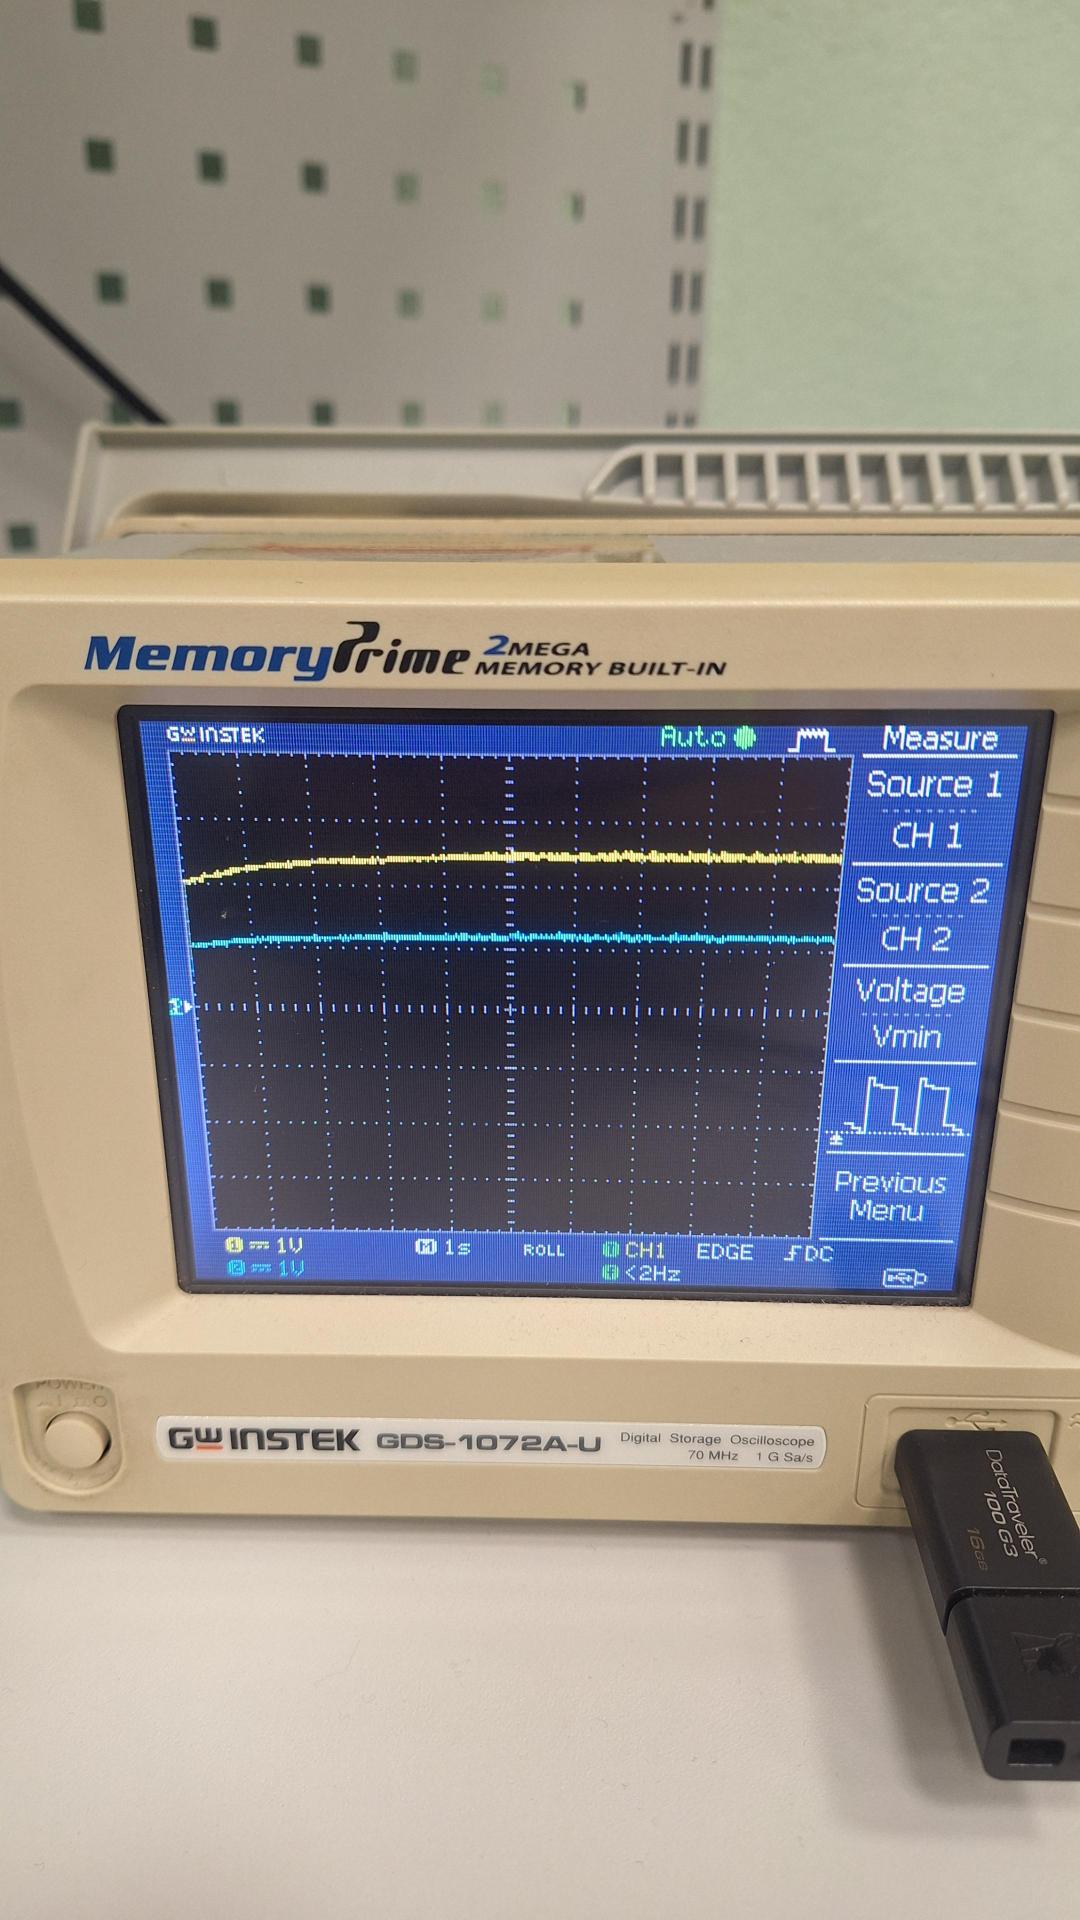 MemoryPrime 2MEGA
MEMORY BUILT-IN
GW INSTEK
Auto
Measure
Source 1
CH 1
Source 2
CH 2
Voltage
Vmin
Previous
Menu
1 1V
M 1s
ROLL
CH1
EDGE
DC
2 1V
<2Hz
POWER
GW INSTEK GDS-1072A-U
Digital Storage Oscilloscope
70 MHz 1 G Sa/s
DataTraveler®
100 G3
16GB